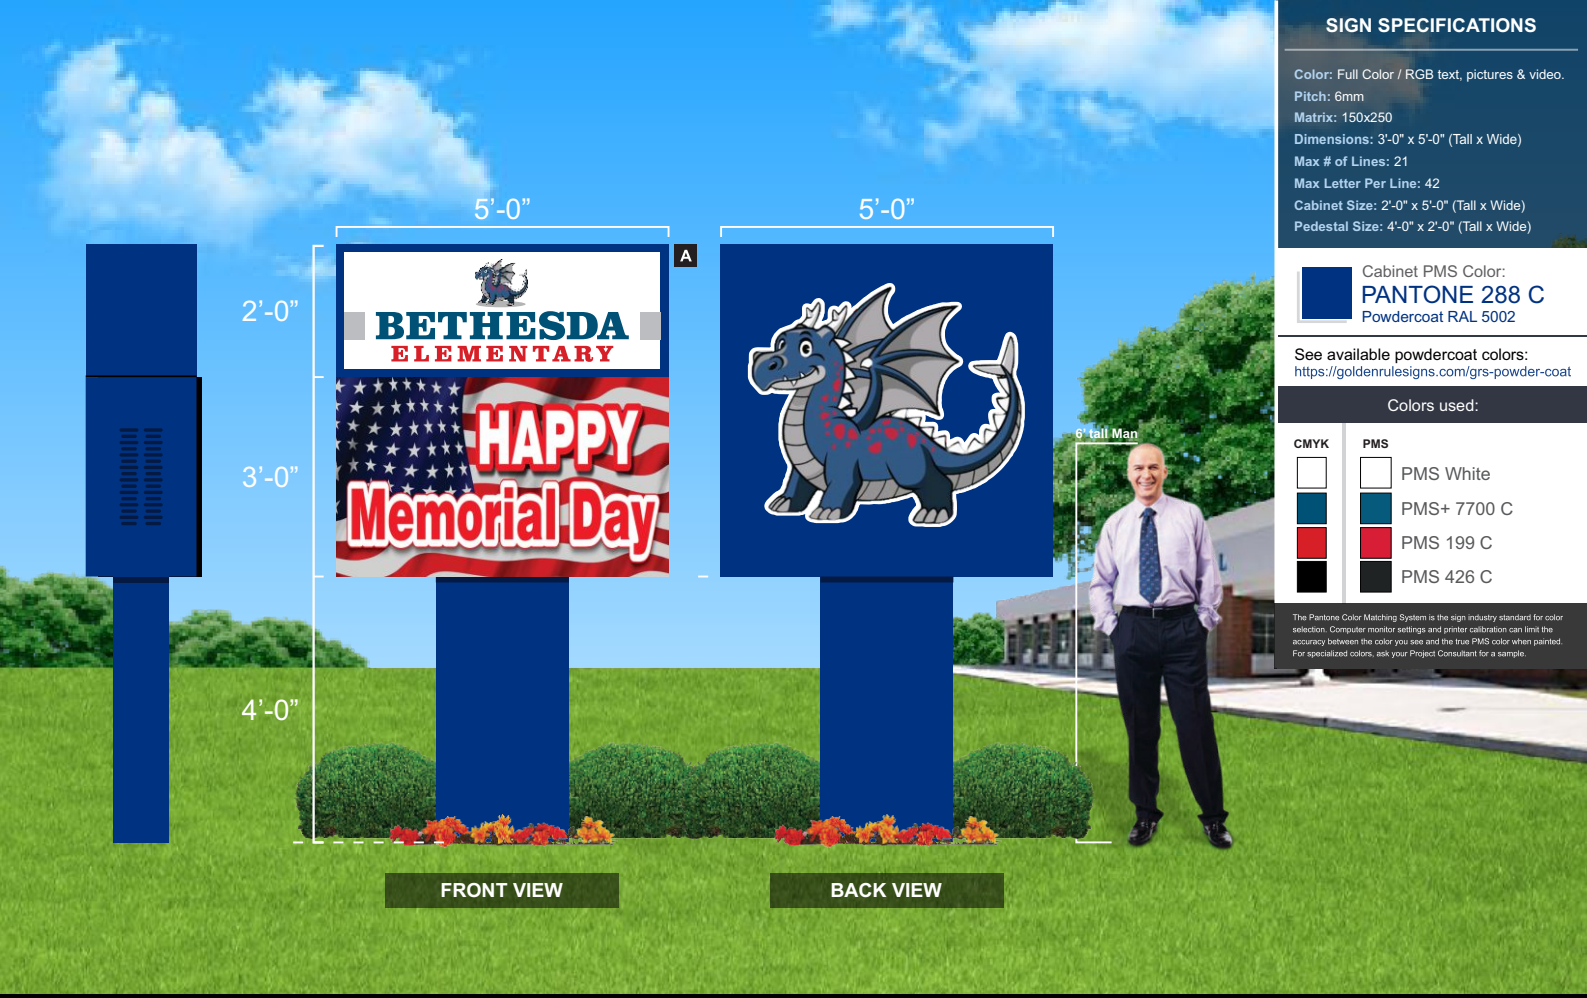 SIGN SPECIFICATIONS
Color: Full Color / RGB text, pictures & video.
Pitch: 6mm
Matrix: 150x250
Dimensions: 3'-0" x 5'-0" (Tall x Wide)
Max # of Lines: 21
Max Letter Per Line: 42
Cabinet Size: 2'-0" x 5'-0" (Tall x Wide)
Pedestal Size: 4'-0" x 2'-0" (Tall x Wide)
Cabinet PMS Color:
PANTONE 288 C
Powdercoat RAL 5002
See available powdercoat colors:
https://goldenrulesigns.com/grs-powder-coat
Colors used:
CMYK PMS
PMS White
PMS+ 7700 C
PMS 199 C
PMS 426 C
The Pantone Color Matching System is the sign industry standard for color
selection. Computer monitor settings and printer calibration can limit the
accuracy between the color you see and the true PMS color when painted.
For specialized colors, ask your Project Consultant for a sample.
5'-0”
5'-0”
A
2'-0”
BETHESDA
ELEMENTARY
3'-0”
HAPPY
Memorial Day
6' tall Man
4'-0”
FRONT VIEW
BACK VIEW